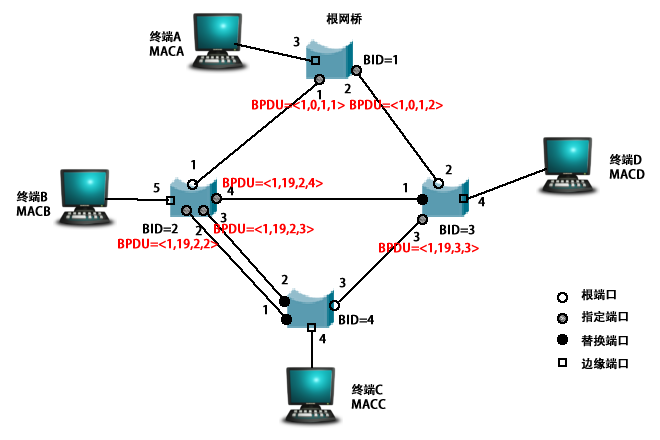 根网桥
终端A
MACA
3
BID=1
1
2
BPDU=<1,0,1,1>
BPDU=<1,0,1,2>
终端D
MACD
1
2
BPDU=<1,19,2,4>
终端B
MACB
5
4
1
4
BID=2
2
3
BPDU=<1,19,2,3>
BID=3
3
BPDU=<1,19,2,2>
BPDU=<1,19,3,3>
2
3
1
BID=4
4
根端口
指定端口
替换端口
边缘端口
终端C
MACC